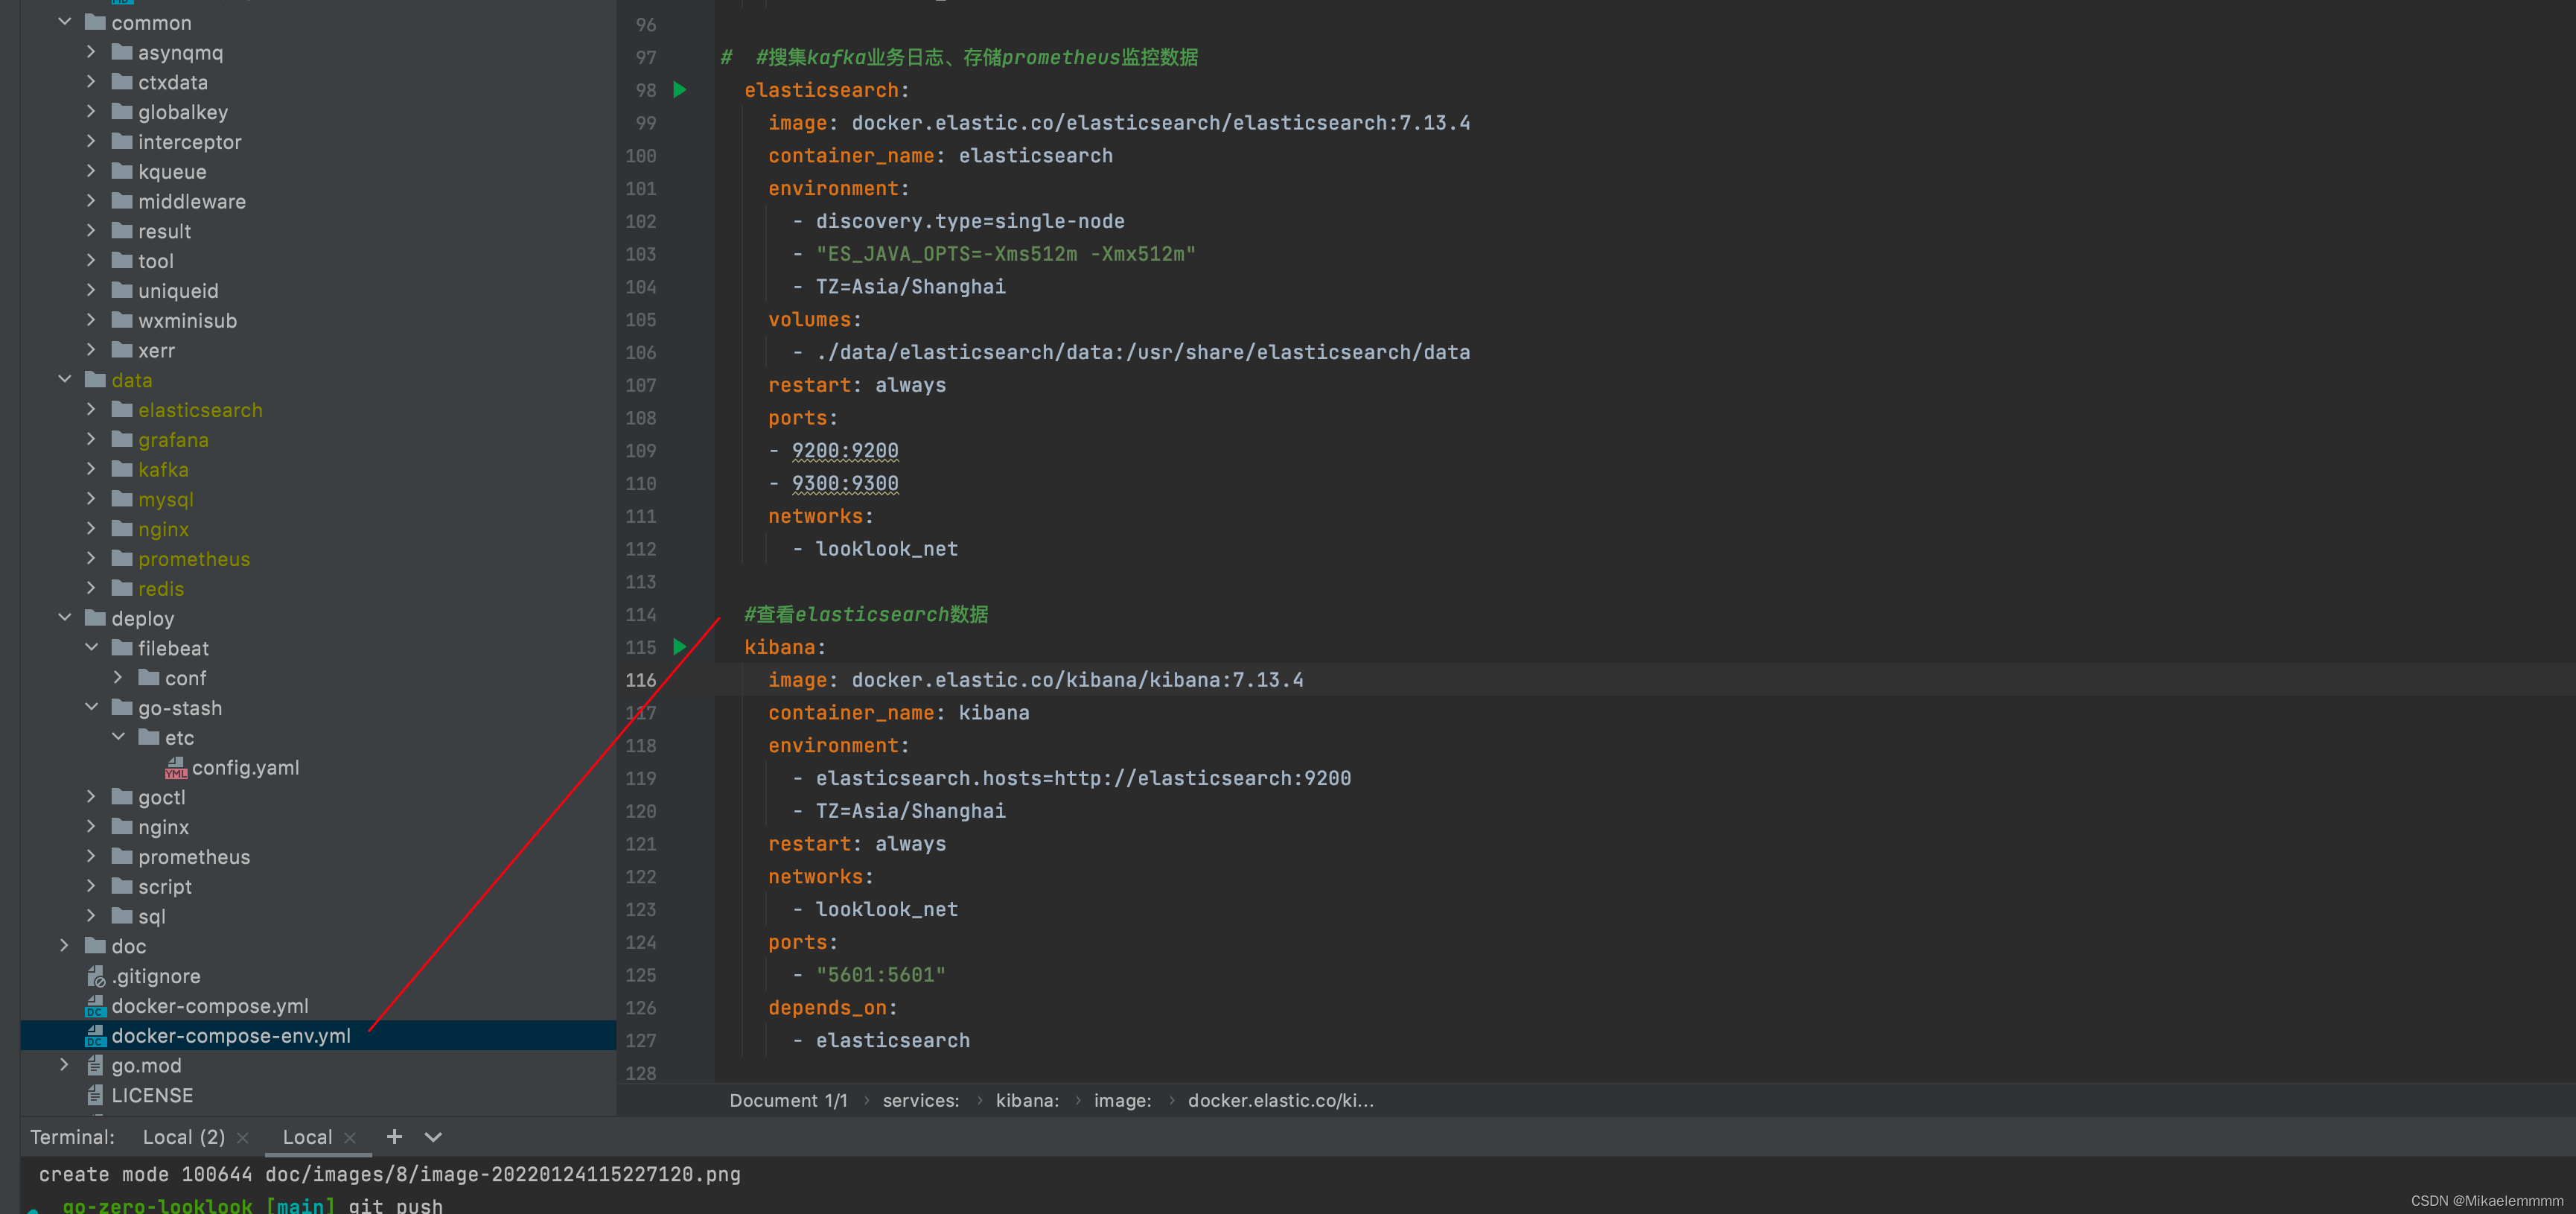 common
asynqmq
ctxdata
globalkey
interceptor
kqueue
middleware
result
tool
uniqueid
wxminisub
xerr
data
elasticsearch
grafana
kafka
mysql
nginx
prometheus
redis
deploy
filebeat
conf
go-stash
etc
config.yaml
goctl
nginx
prometheus
script
sql
doc
.gitignore
docker-compose.yml
docker-compose-env.yml
go.mod
LICENSE
96
97 # #搜集kafka业务日志、存储prometheus监控数据
98 elasticsearch:
99 image: docker.elastic.co/elasticsearch/elasticsearch:7.13.4
100 container_name: elasticsearch
101 environment:
102 - discovery.type=single-node
103 - "ES_JAVA_OPTS=-Xms512m -Xmx512m"
104 - TZ=Asia/Shanghai
105 volumes:
106 - ./data/elasticsearch/data:/usr/share/elasticsearch/data
107 restart: always
108 ports:
109 - 9200:9200
110 - 9300:9300
111 networks:
112 - looklook_net
113
114 #查看elasticsearch数据
115 kibana:
116 image: docker.elastic.co/kibana/kibana:7.13.4
117 container_name: kibana
118 environment:
119 - elasticsearch.hosts=http://elasticsearch:9200
120 - TZ=Asia/Shanghai
121 restart: always
122 networks:
123 - looklook_net
124 ports:
125 - "5601:5601"
126 depends_on:
127 - elasticsearch
128
Document 1/1 › services: › kibana: › image: › docker.elastic.co/ki...
Terminal: Local (2) × Local × +
create mode 100644 doc/images/8/image-20220124115227120.png
go-zero-looklook [main] git push
CSDN @Mikaelemmmm